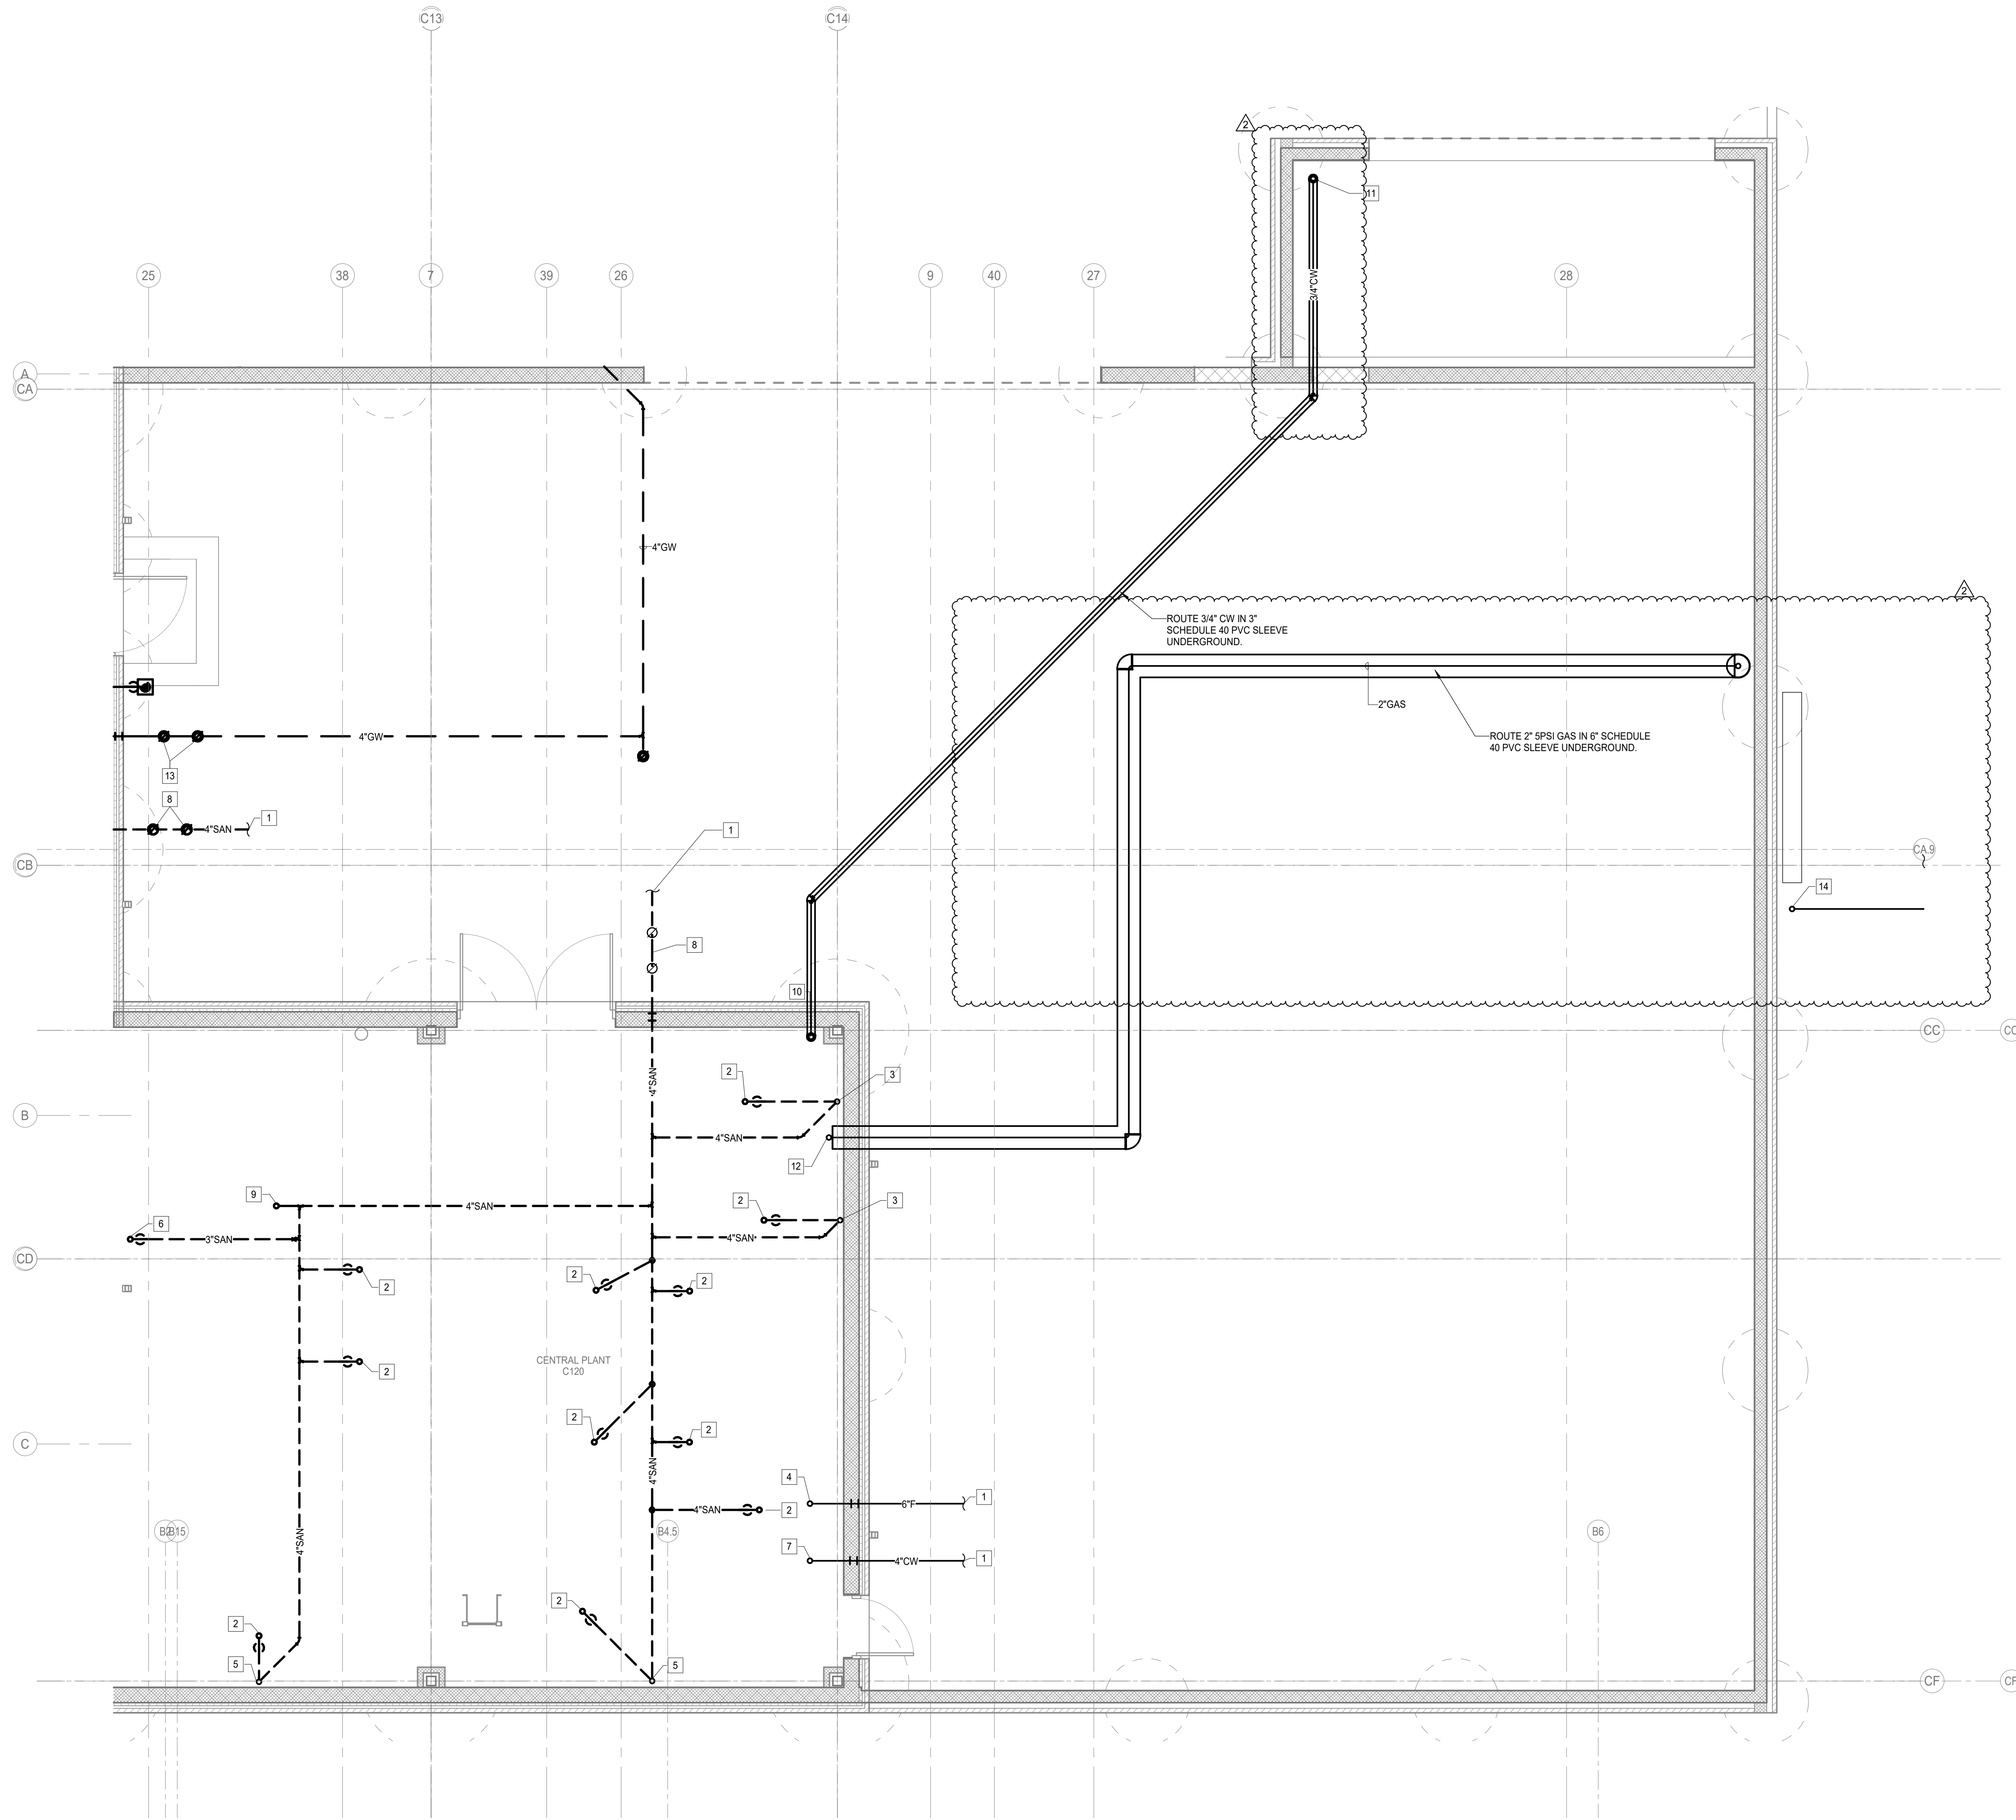 C13
C14
2
11
3/4"CW
25
38
7
39
26
9
40
27
28
A
CA
4"GW
2
ROUTE 3/4" CW IN 3"
SCHEDULE 40 PVC SLEEVE
UNDERGROUND.
2"GAS
ROUTE 2" 5PSI GAS IN 6" SCHEDULE
40 PVC SLEEVE UNDERGROUND.
4"GW
13
8
4"SAN
1
1
CB
CA.9
14
8
10
CC
CC
4"SAN
2
3
B
4"SAN
12
9
4"SAN
2
3
6
3"SAN
4"SAN
CD
2
2
2
CENTRAL PLANT
C120
2
2
2
C
4"SAN
4
6"F
1
4"SAN
2
B2
B15
B4.5
B6
4"SAN
7
4"CW
1
2
2
5
5
CF
CF